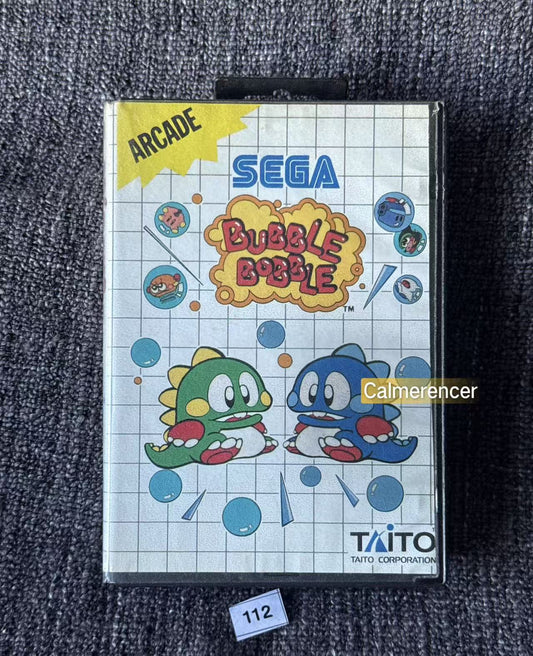 ARCADE
SEGA
BUBBLE
BOBBLE
TM
Calmerencer
TAITO
TAITO CORPORATION
112